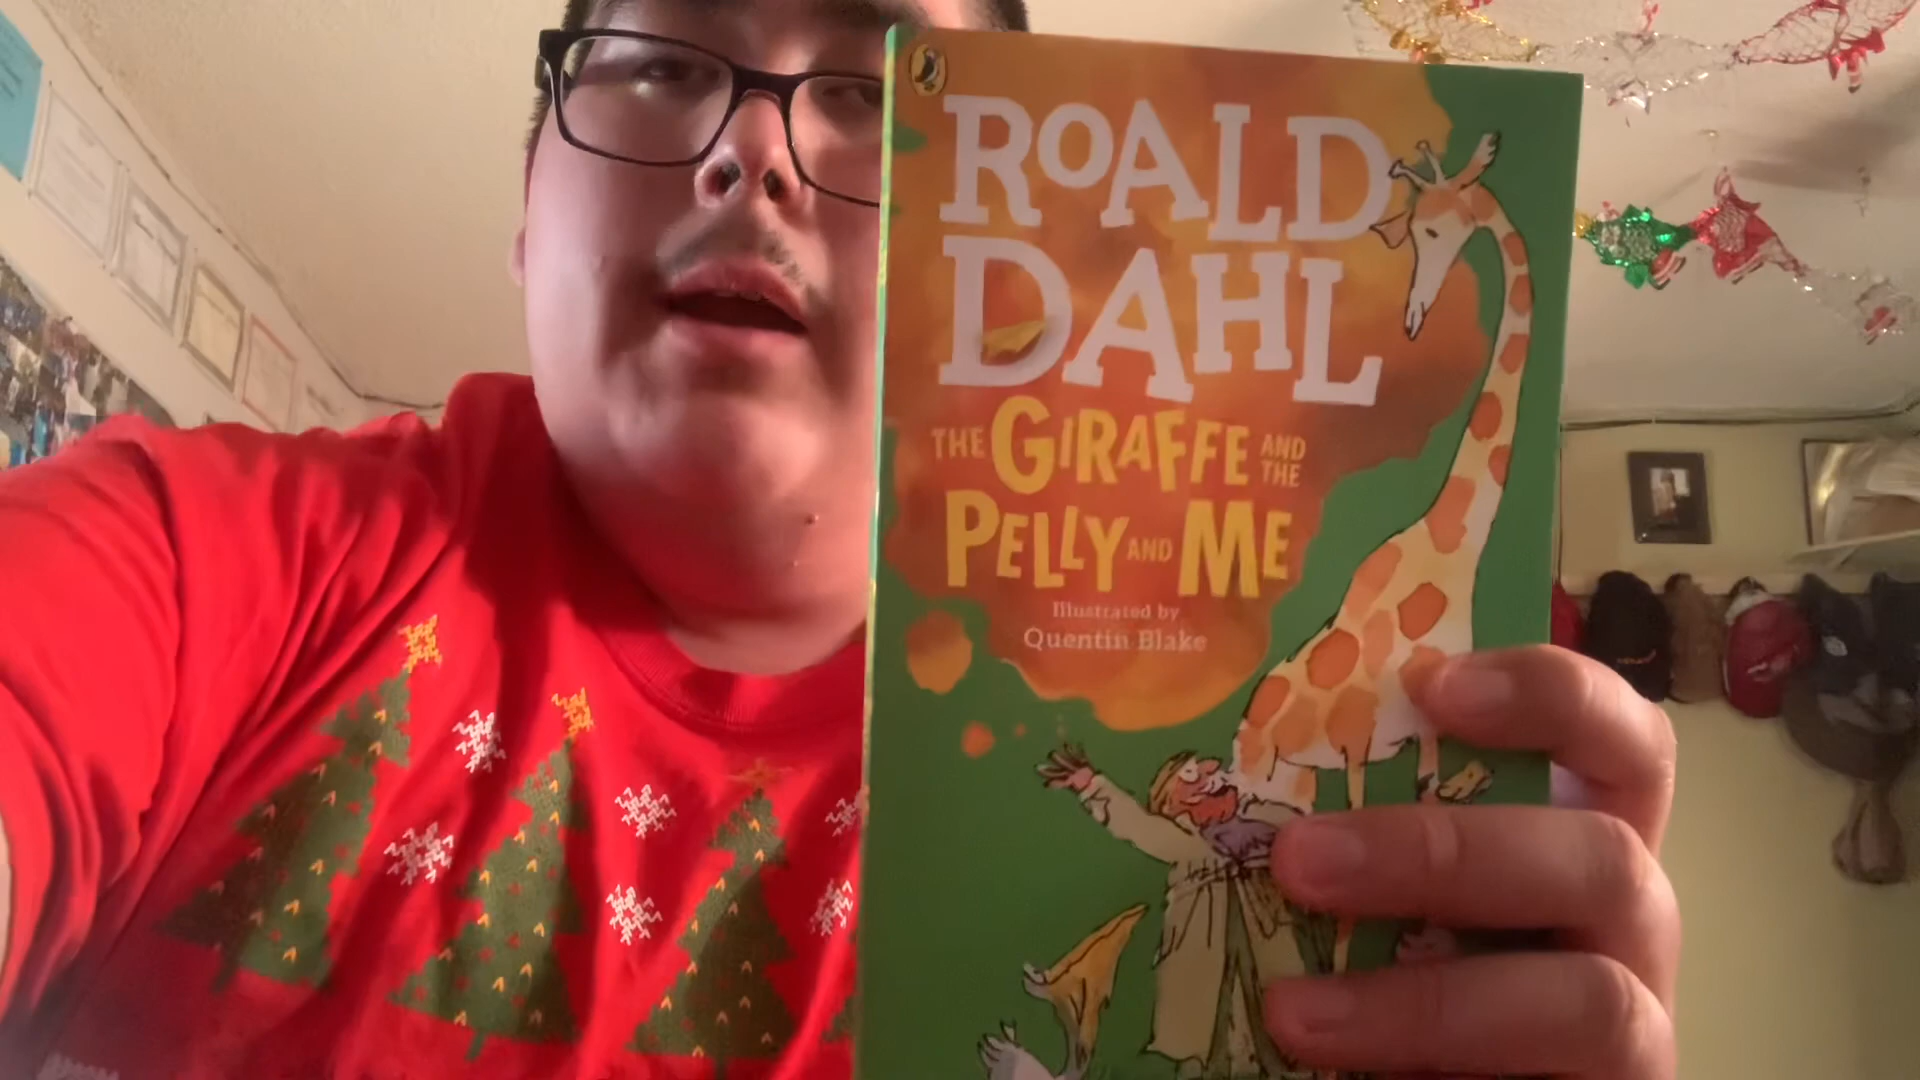 ROALD
DAHL
THE GIRAFFE AND THE
PELLY AND ME
Illustrated by
Quentin Blake